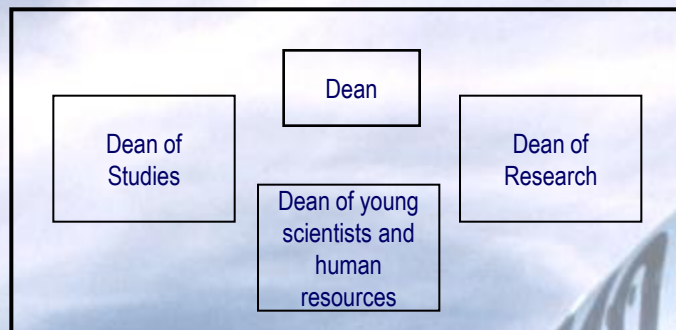 Dean
Dean of
Studies
Dean of
Research
Dean of young
scientists and
human
resources